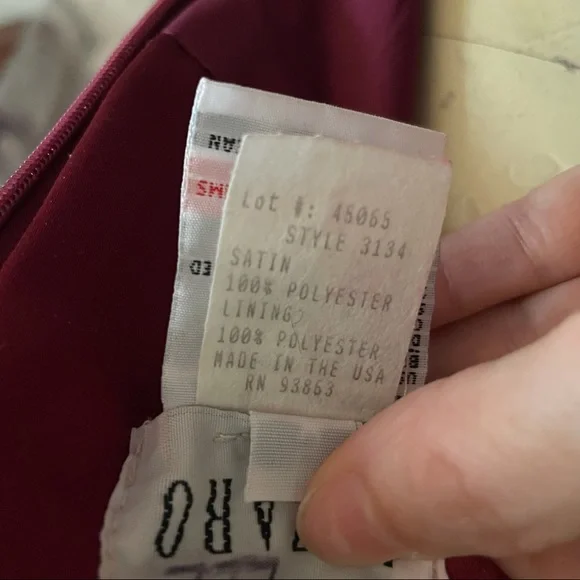 Lot #: 45065
STYLE 3134
SATIN
100% POLYESTER
LINING
100% POLYESTER
MADE IN THE USA
RN 93863